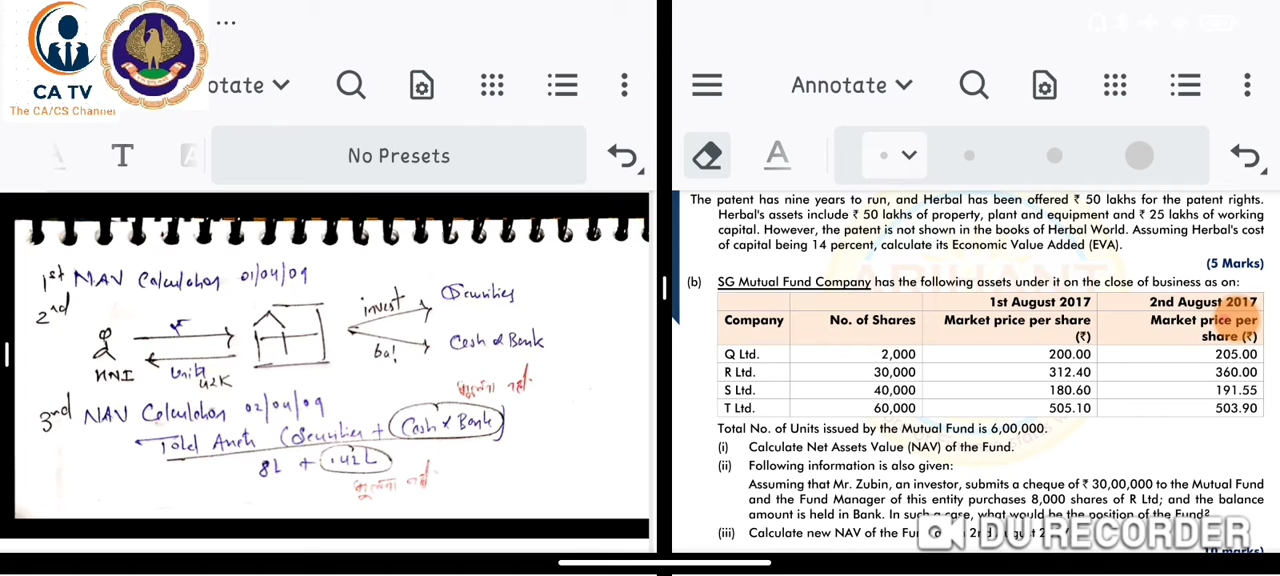 CA TV
The CA/CS Channel
...
otate
No Presets
T
1st NAV Calculation 01/04/09
2nd
invest
Securities
bal
Cash & Bank
HNI
Units
42K
3rd NAV Calculation 02/04/09
Total Assets (Securities + Cash & Bank)
8L + .42L
Annotate
A
The patent has nine years to run, and Herbal has been offered ₹ 50 lakhs for the patent rights.
Herbal's assets include ₹ 50 lakhs of property, plant and equipment and ₹ 25 lakhs of working
capital. However, the patent is not shown in the books of Herbal World. Assuming Herbal's cost
of capital being 14 percent, calculate its Economic Value Added (EVA).
(5 Marks)
(b) SG Mutual Fund Company has the following assets under it on the close of business as on:
1st August 2017 2nd August 2017
Company No. of Shares Market price per share (₹) Market price per share (₹)
Q Ltd. 2,000 200.00 205.00
R Ltd. 30,000 312.40 360.00
S Ltd. 40,000 180.60 191.55
T Ltd. 60,000 505.10 503.90
Total No. of Units issued by the Mutual Fund is 6,00,000.
(i) Calculate Net Assets Value (NAV) of the Fund.
(ii) Following information is also given:
Assuming that Mr. Zubin, an investor, submits a cheque of ₹ 30,00,000 to the Mutual Fund
and the Fund Manager of this entity purchases 8,000 shares of R Ltd; and the balance
amount is held in Bank. In such a case, what would be the position of the Fund?
(iii) Calculate new NAV of the Fund 2nd August 2
DU RECORDER